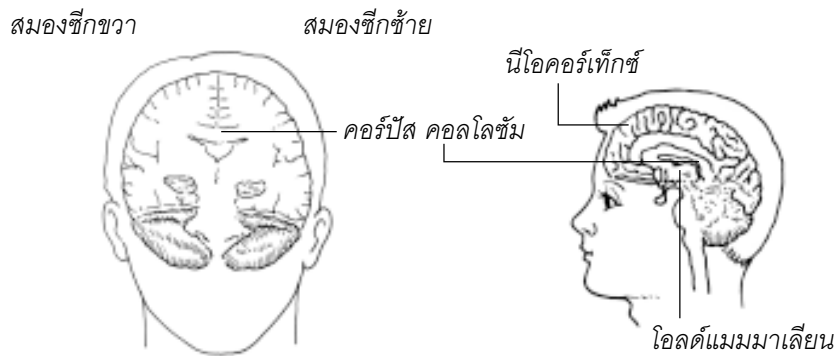 สมองซีกขวา สมองซีกซ้าย
นีโอคอร์เท็กซ์
คอร์ปัส คอลโลซัม
โอลด์แมมมาเลียน